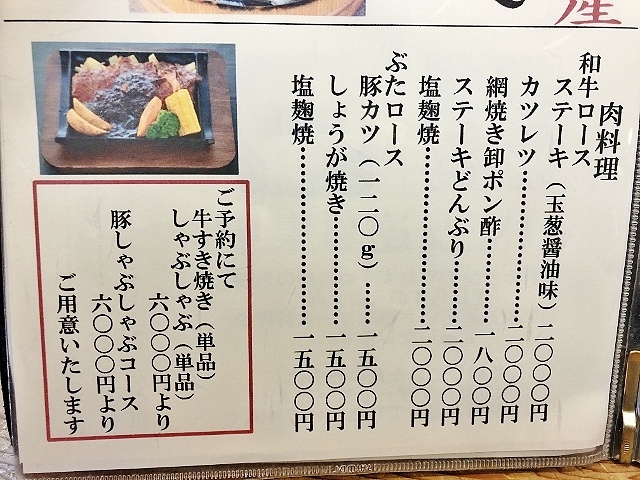 産
肉料理
和牛ロース
ステーキ（玉葱醤油味）二〇〇〇円
カツレツ………………二〇〇〇円
網焼き卸ポン酢………一八〇〇円
ステーキどんぶり……二〇〇〇円
塩麹焼…………………二〇〇〇円
ぶたロース
豚カツ（一二〇g）……一五〇〇円
しょうが焼き…………一五〇〇円
塩麹焼…………………一五〇〇円
ご予約にて
牛すき焼き（単品）
しゃぶしゃぶ（単品）
六〇〇〇円より
豚しゃぶしゃぶコース
六〇〇〇円より
ご用意いたします